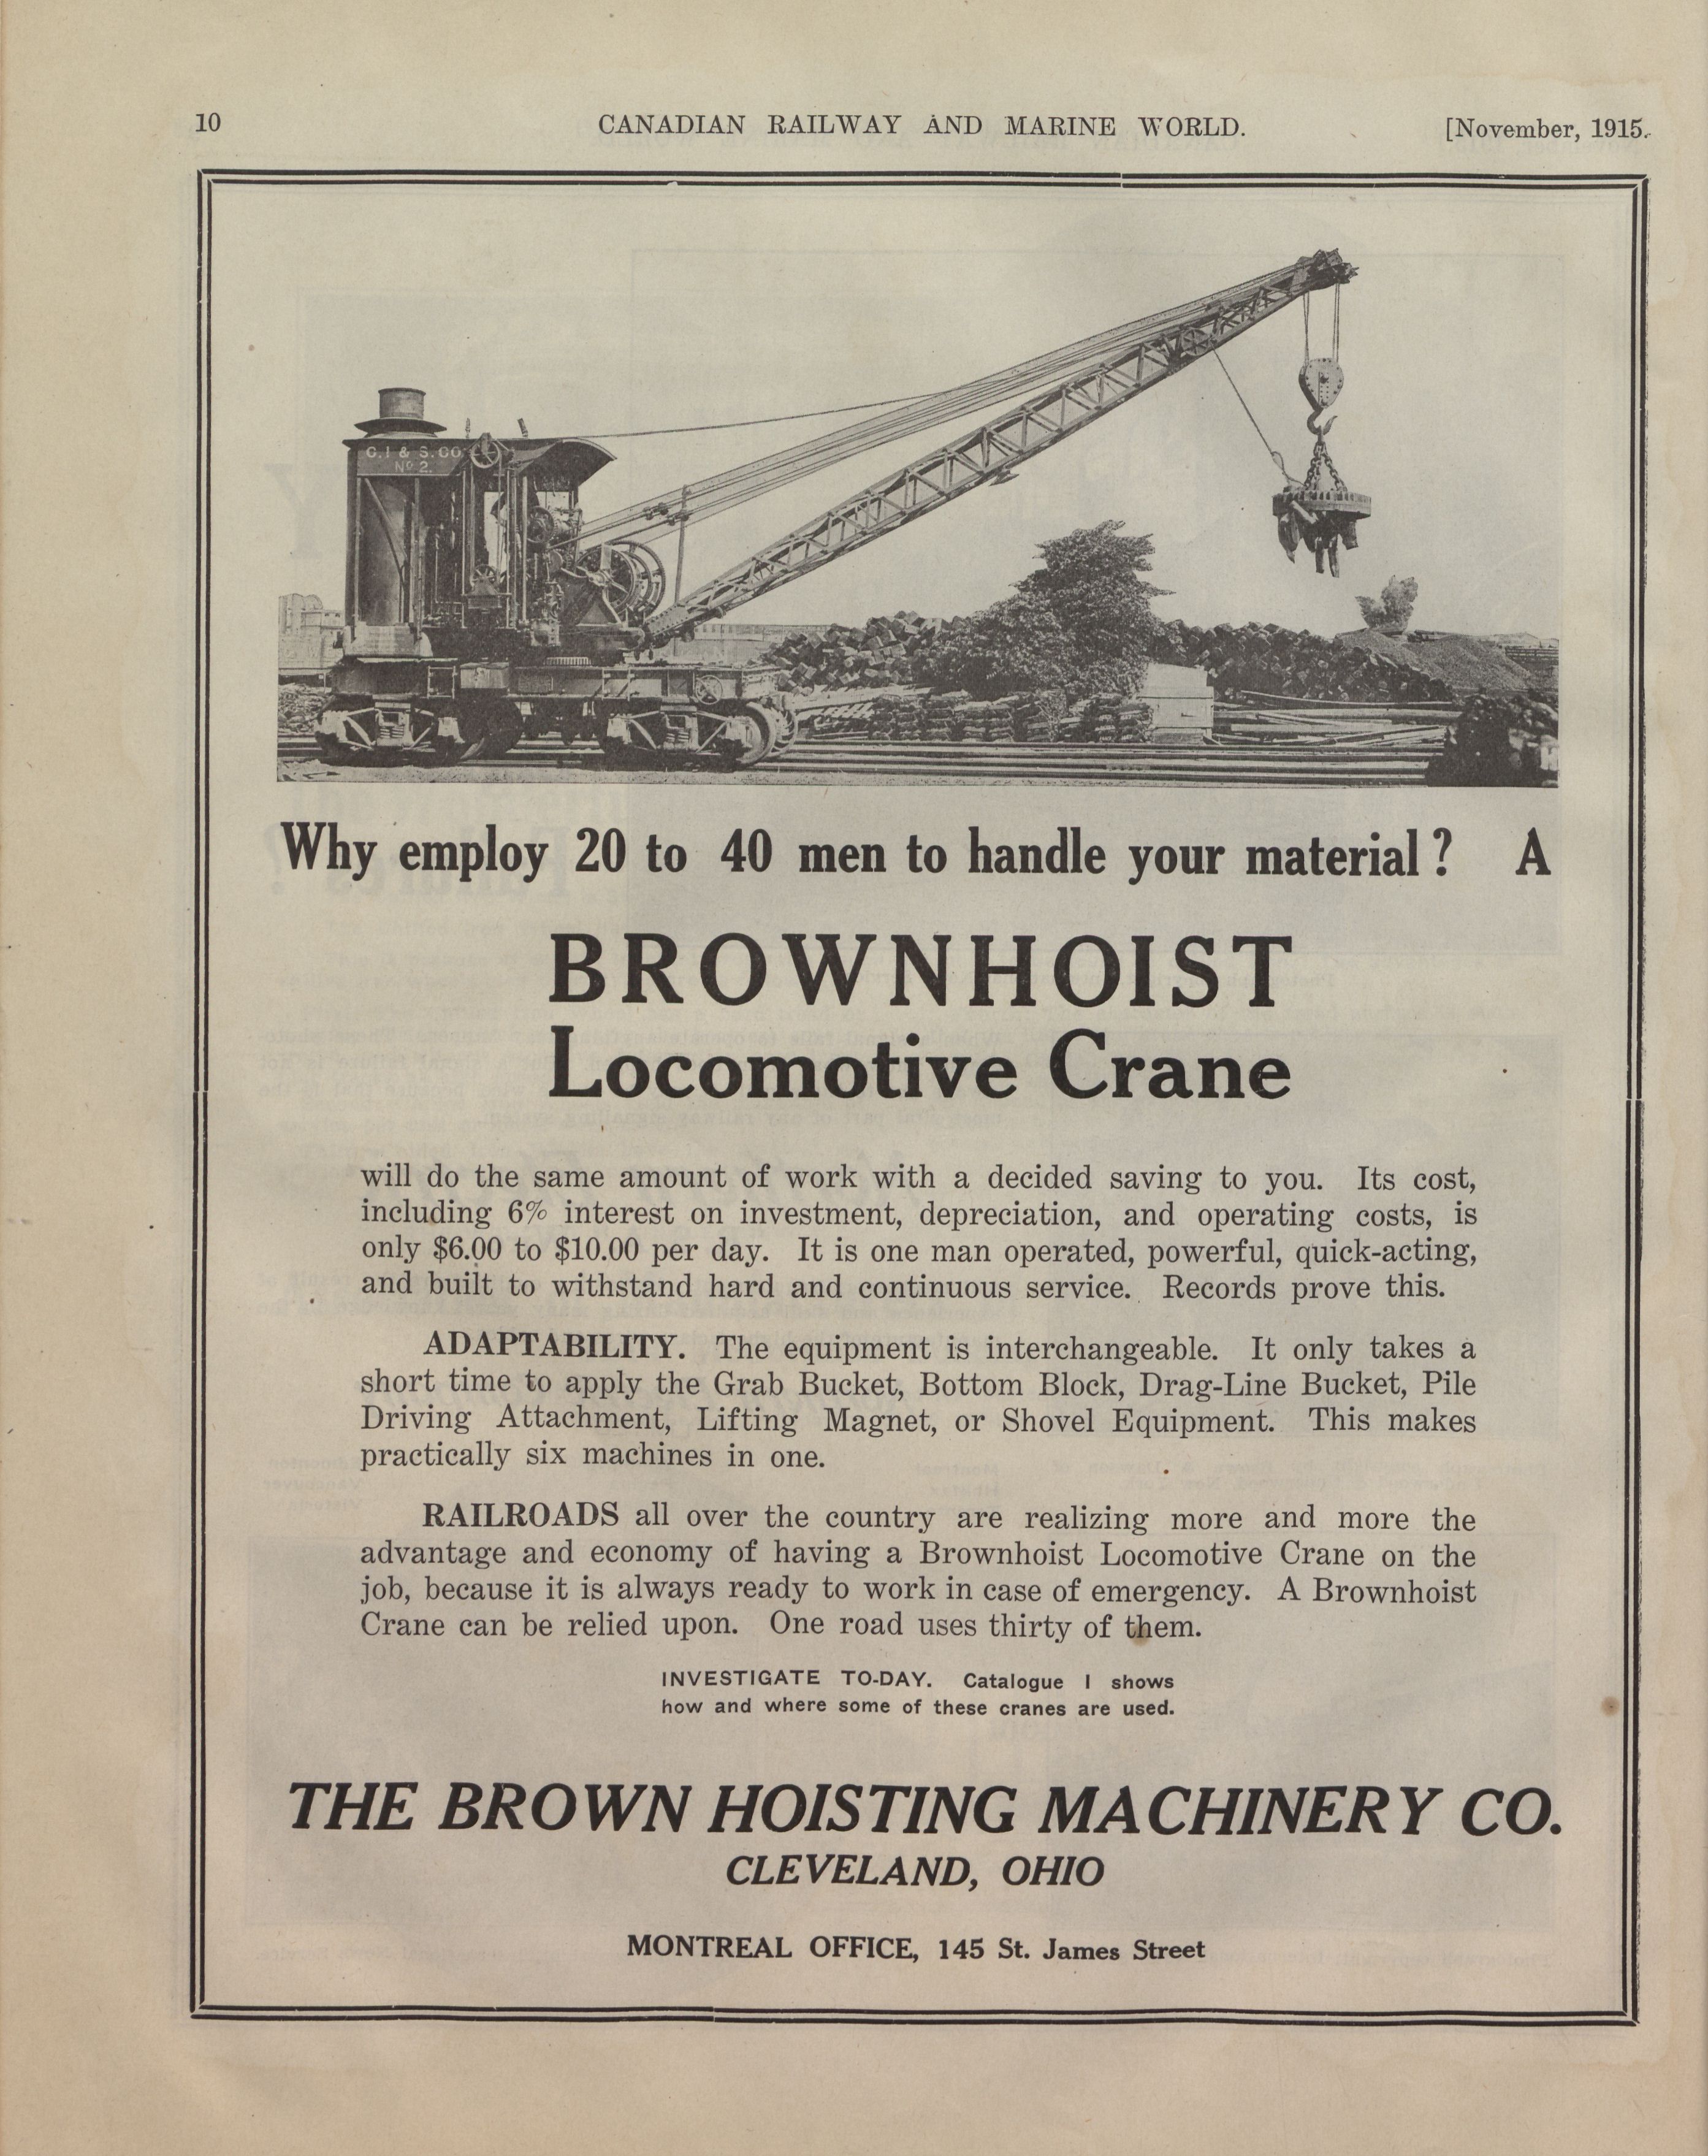 10
CANADIAN RAILWAY AND MARINE WORLD.
[November, 1915.
C.I & S.CO
Nº 2.
Why employ 20 to 40 men to handle your material? A
BROWNHOIST
Locomotive Crane
will do the same amount of work with a decided saving to you. Its cost,
including 6% interest on investment, depreciation, and operating costs, is
only $6.00 to $10.00 per day. It is one man operated, powerful, quick-acting,
and built to withstand hard and continuous service. Records prove this.
ADAPTABILITY. The equipment is interchangeable. It only takes a
short time to apply the Grab Bucket, Bottom Block, Drag-Line Bucket, Pile
Driving Attachment, Lifting Magnet, or Shovel Equipment. This makes
practically six machines in one.
RAILROADS all over the country are realizing more and more the
advantage and economy of having a Brownhoist Locomotive Crane on the
job, because it is always ready to work in case of emergency. A Brownhoist
Crane can be relied upon. One road uses thirty of them.
INVESTIGATE TO-DAY. Catalogue I shows
how and where some of these cranes are used.
THE BROWN HOISTING MACHINERY CO.
CLEVELAND, OHIO
MONTREAL OFFICE, 145 St. James Street